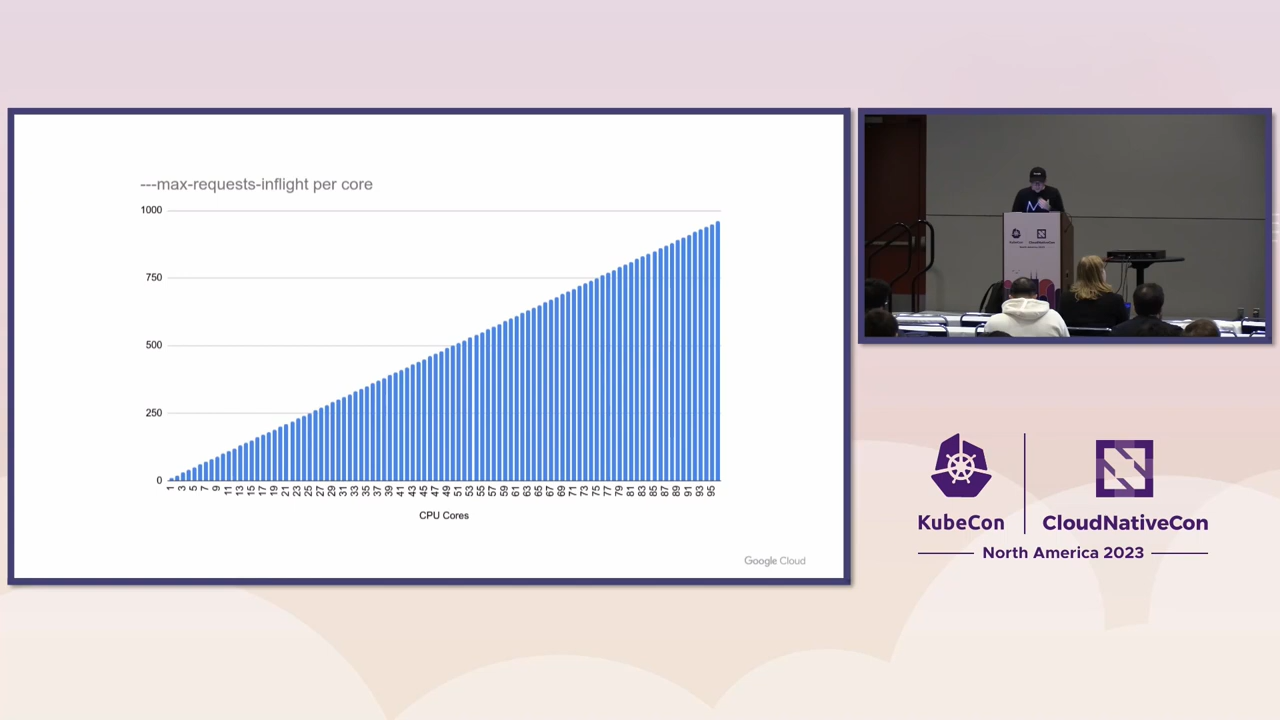 ---max-requests-inflight per core
1000
750
500
250
0
1 3 5 7 9 11 13 15 17 19 21 23 25 27 29 31 33 35 37 39 41 43 45 47 49 51 53 55 57 59 61 63 65 67 69 71 73 75 77 79 81 83 85 87 89 91 93 95
CPU Cores
Google Cloud
KubeCon
CloudNativeCon
KubeCon
CloudNativeCon
North America 2023